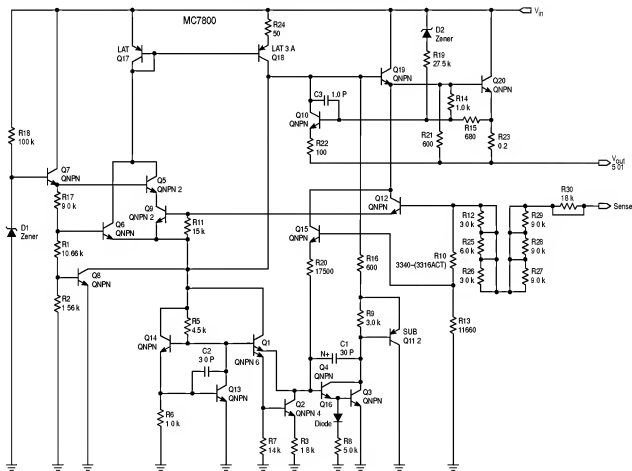 MC7800
Vin
LAT
Q17
R24
50
LAT 3 A
Q18
D2
Zener
R19
27.5 k
Q19
QNPN
Q20
QNPN
C3
1.0 P
Q10
QNPN
R14
1.0 k
R18
100 k
R15
680
R23
0.2
R21
600
R22
100
Vout
5 01
Q7
QNPN
Q5
QNPN 2
Q12
QNPN
R30
18 k
Sense
R17
9 0 k
Q6
QNPN
Q9
QNPN 2
R11
15 k
Q15
QNPN
R12
3 0 k
R29
9 0 k
D1
Zener
R1
10.66 k
R16
600
R10
3340–(3316ACT)
R25
6.0 k
R28
9.0 k
R20
17500
Q8
QNPN
R26
3 0 k
R27
9.0 k
R2
1 56 k
R9
3.0 k
SUB
Q11 2
R13
11660
R5
4.5 k
Q14
QNPN
Q1
QNPN 6
C1
30 P
N+
C2
3 0 P
Q4
QNPN
Q13
QNPN
Q16
Q3
QNPN
Q2
QNPN 4
Diode
R6
1.0 k
R7
14 k
R3
1 8 k
R8
5.0 k